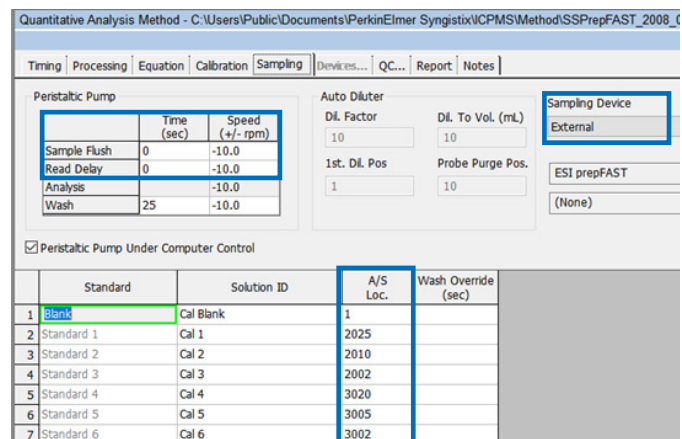 Quantitative Analysis Method - C:\Users\Public\Documents\PerkinElmer Syngistix\ICPMS\Method\SSPrepFAST_2008_
Timing Processing Equation Calibration Sampling Devices... QC... Report Notes
Peristaltic Pump
Time (sec) Speed (+/- rpm)
Sample Flush 0 -10.0
Read Delay 0 -10.0
Analysis -10.0
Wash 25 -10.0
Auto Diluter
Dil. Factor Dil. To Vol. (mL)
10 10
1st. Dil. Pos Probe Purge Pos.
1 10
Sampling Device
External
ESI prepFAST
(None)
Peristaltic Pump Under Computer Control
Standard Solution ID A/S Loc. Wash Override (sec)
1 Blank Cal Blank 1
2 Standard 1 Cal 1 2025
3 Standard 2 Cal 2 2010
4 Standard 3 Cal 3 2002
5 Standard 4 Cal 4 3020
6 Standard 5 Cal 5 3005
7 Standard 6 Cal 6 3002